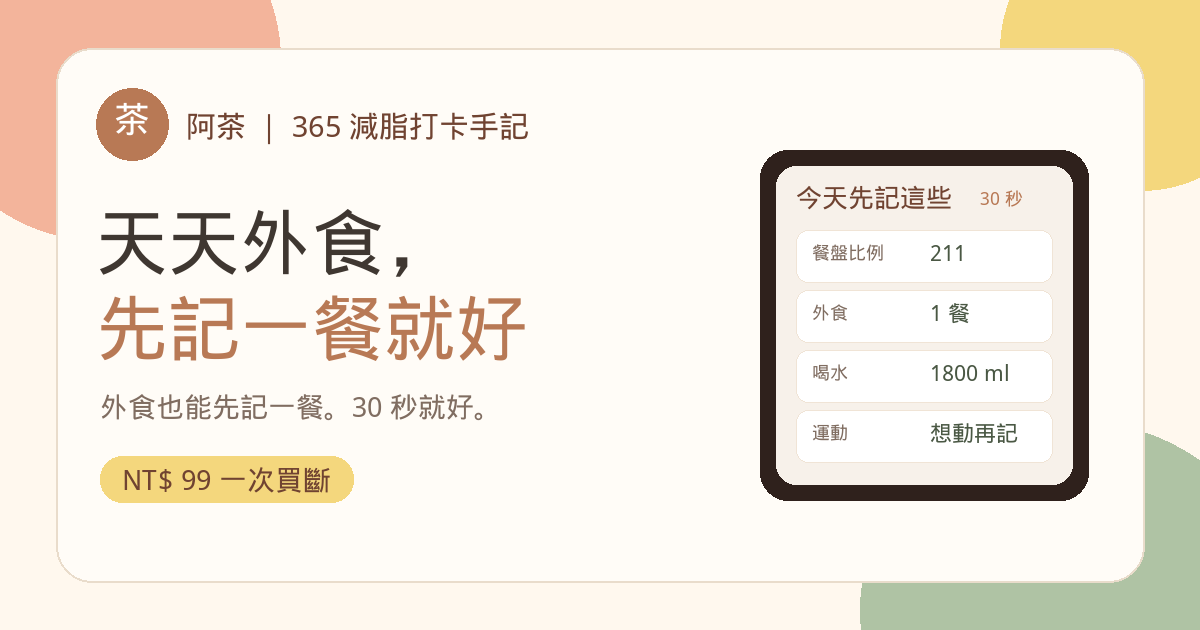 茶
阿茶 | 365 減脂打卡手記
天天外食,
先記一餐就好
外食也能先記一餐。30 秒就好。
NT$ 99 一次買斷
今天先記這些 30 秒
餐盤比例 211
外食 1 餐
喝水 1800 ml
運動 想動再記